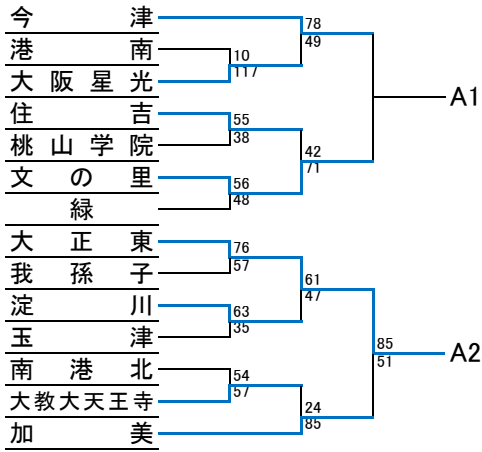 今津
78
49
港南
10
117
大阪星光
A1
住吉
55
38
桃山学院
42
71
文の里
56
48
緑
大正東
76
57
我孫子
61
47
淀川
63
35
玉津
85
51
A2
南港北
54
57
大教大天王寺
24
85
加美